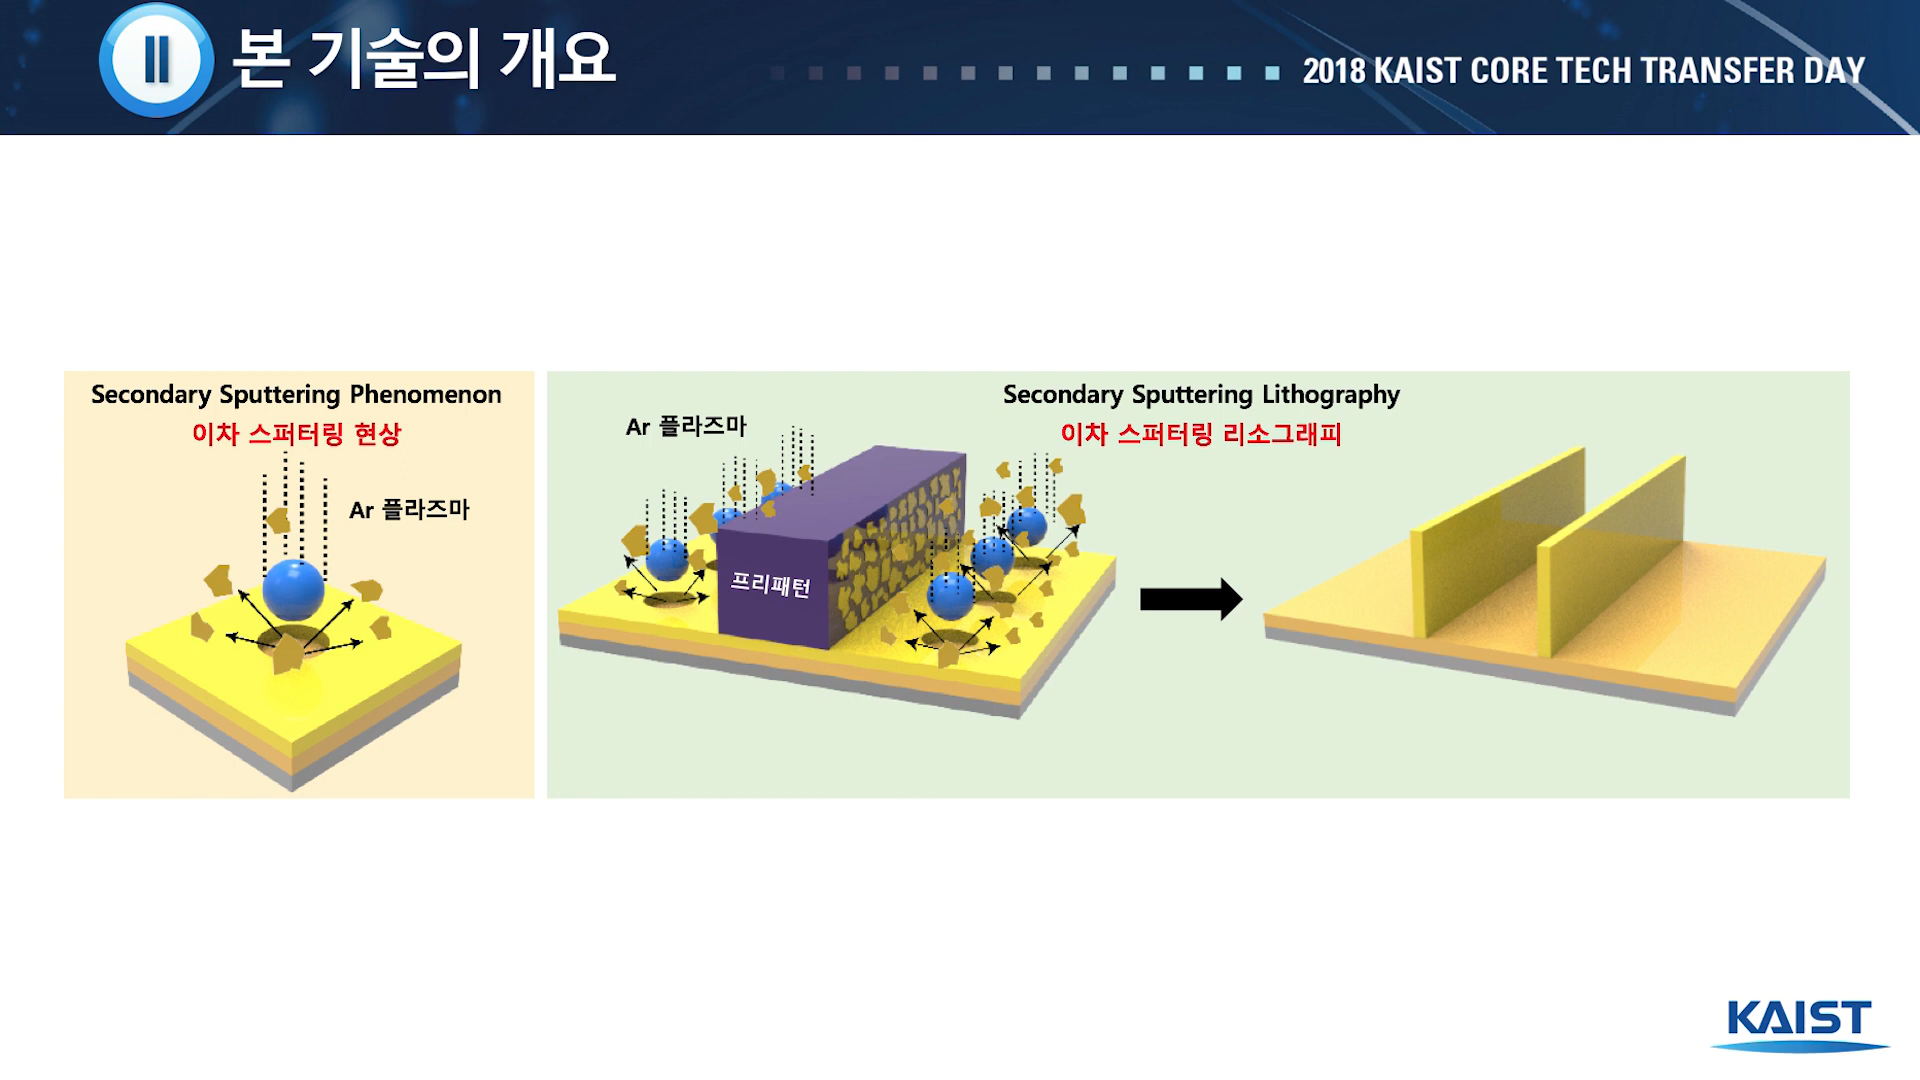 II 본 기술의 개요
2018 KAIST CORE TECH TRANSFER DAY
Secondary Sputtering Phenomenon
이차 스퍼터링 현상
Ar 플라즈마
Secondary Sputtering Lithography
이차 스퍼터링 리소그래피
Ar 플라즈마
프리패턴
KAIST